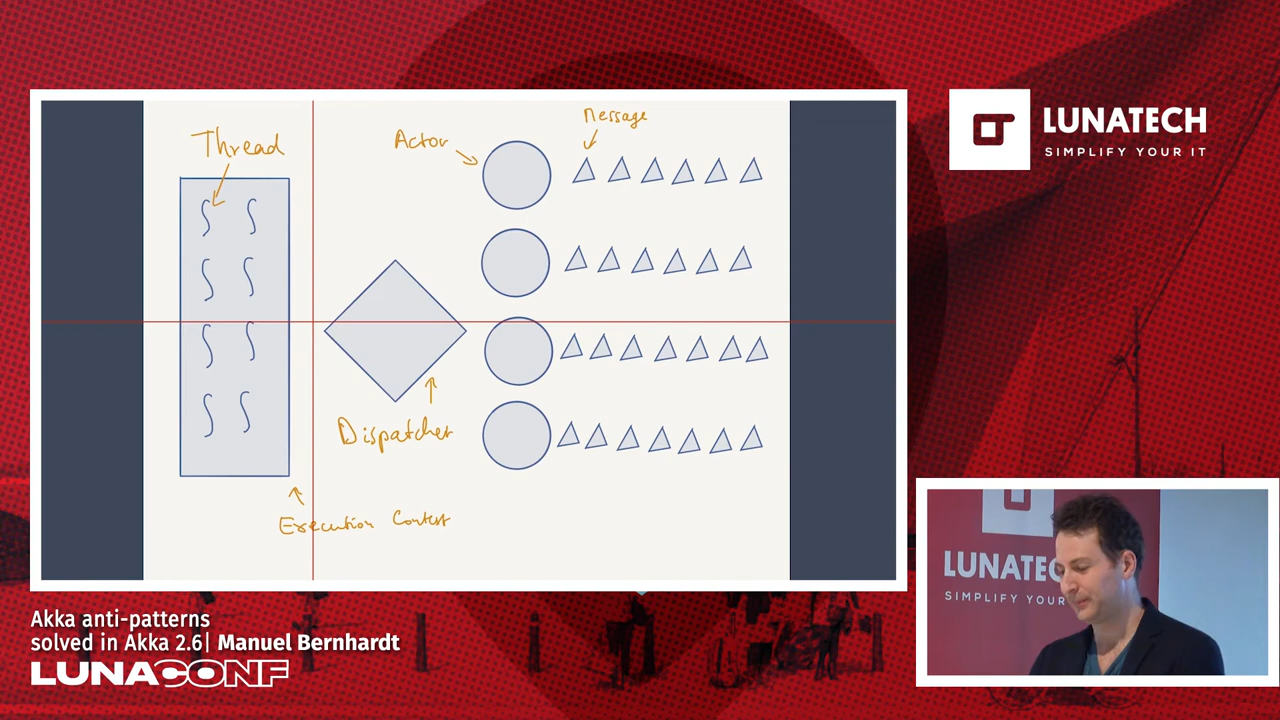 Thread
Actor
Message
Dispatcher
Execution Context
LUNATECH
SIMPLIFY YOUR IT
LUNATEC
SIMPLIFY YOUR
Akka anti-patterns
solved in Akka 2.6| Manuel Bernhardt
LUNACONF